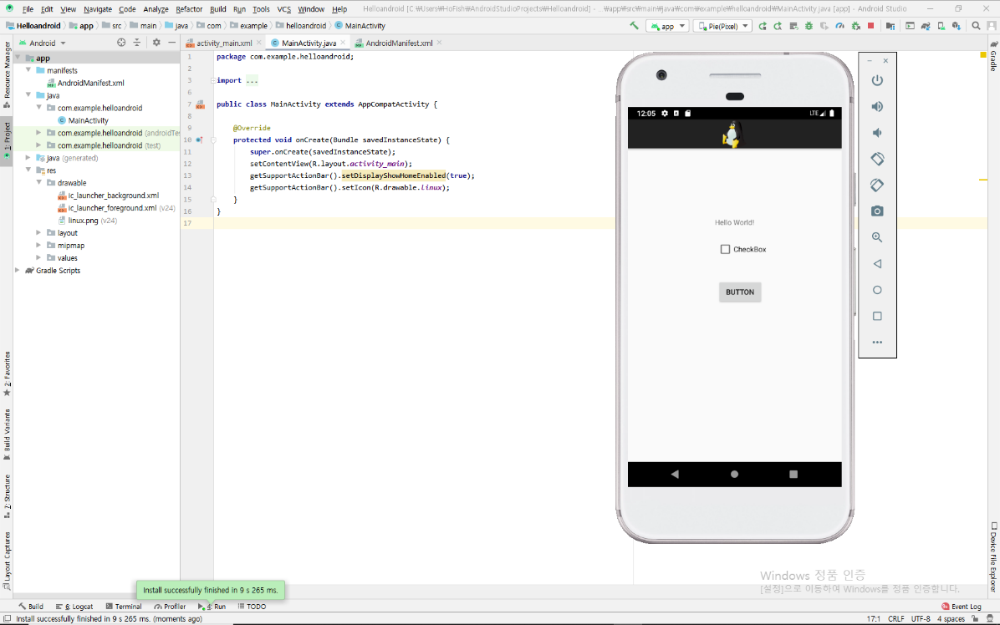 File Edit View Navigate Code Analyze Refactor Build Run Tools VCS Window Help Helloandroid [C:₩Users₩HoFish₩AndroidStudioProjects₩Helloandroid] - ...₩app₩src₩main₩java₩com₩example₩helloandroid₩MainActivity.java [app] - Android Studio
Helloandroid app src main java com example helloandroid MainActivity app Pie(Pixel)
Android activity_main.xml MainActivity.java AndroidManifest.xml
Resource Manager
1: Project
2: Favorites
Build Variants
7: Structure
Layout Captures
app
manifests
AndroidManifest.xml
java
com.example.helloandroid
MainActivity
com.example.helloandroid (androidTe
com.example.helloandroid (test)
java (generated)
res
drawable
ic_launcher_background.xml
ic_launcher_foreground.xml (v24)
linux.png (v24)
layout
mipmap
values
Gradle Scripts
1 package com.example.helloandroid;
2
3 import ...
6
7 public class MainActivity extends AppCompatActivity {
8
9 @Override
10 protected void onCreate(Bundle savedInstanceState) {
11 super.onCreate(savedInstanceState);
12 setContentView(R.layout.activity_main);
13 getSupportActionBar().setDisplayShowHomeEnabled(true);
14 getSupportActionBar().setIcon(R.drawable.linux);
15 }
16 }
17
12:05 LTE
Hello World!
CheckBox
BUTTON
Gradle
Device File Explorer
Windows 정품 인증
[설정]으로 이동하여 Windows를 정품 인증합니다.
Install successfully finished in 9 s 265 ms.
Build 6: Logcat Terminal Profiler 4: Run TODO Event Log
Install successfully finished in 9 s 265 ms. (moments ago) 17:1 CRLF UTF-8 4 spaces